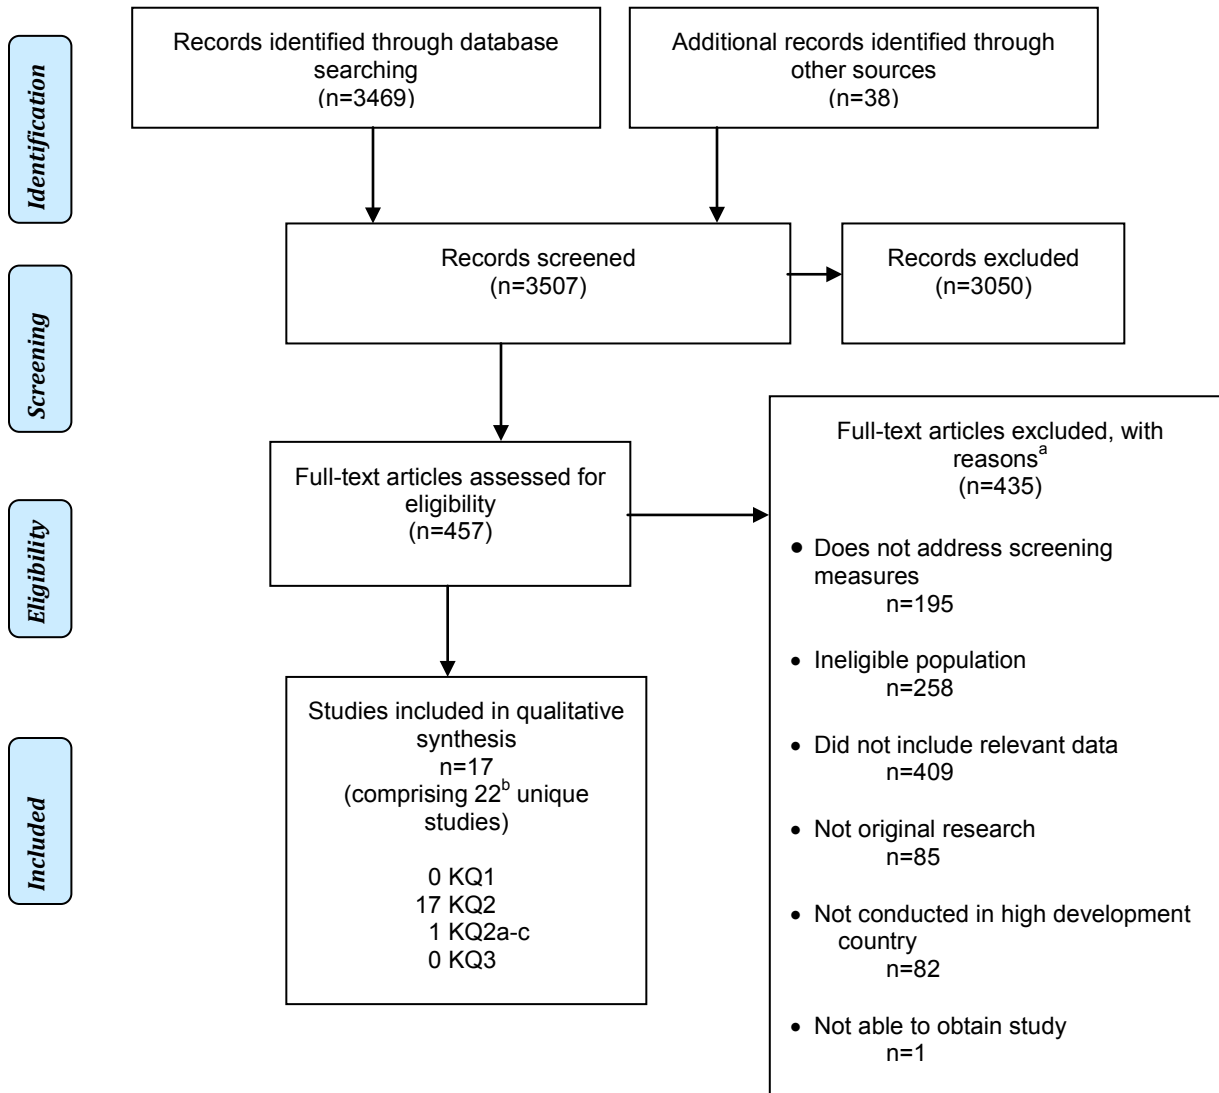 Identification
Records identified through database
searching
(n=3469)
Additional records identified through
other sources
(n=38)
Screening
Records screened
(n=3507)
Records excluded
(n=3050)
Eligibility
Full-text articles assessed for
eligibility
(n=457)
Full-text articles excluded, with
reasonsa
(n=435)
• Does not address screening
measures
n=195
• Ineligible population
n=258
• Did not include relevant data
n=409
• Not original research
n=85
• Not conducted in high development
country
n=82
• Not able to obtain study
n=1
Included
Studies included in qualitative
synthesis
n=17
(comprising 22b unique
studies)
0 KQ1
17 KQ2
1 KQ2a-c
0 KQ3